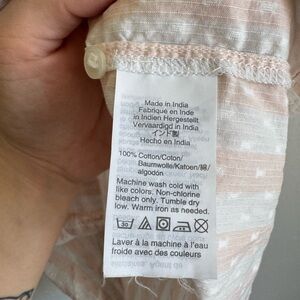 Made in India
Fabriqué en Inde
in Indien Hergestellt
Vervaardigd in India
インド製
Hecho en India
100% Cotton/Coton/
Baumwolle/Katoen/綿/
algodón
Machine wash cold with
like colors. Non-chlorine
bleach only. Tumble dry
low. Warm iron as needed.
Laver à la machine à l'eau
froide avec des couleurs